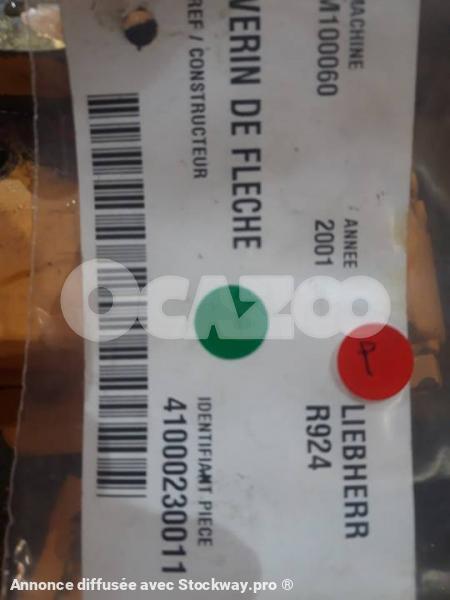 MACHINE
M100060
ANNEE
2001
LIEBHERR
R924
VERIN DE FLECHE
REF / CONSTRUCTEUR
IDENTIFIANT PIECE
41000230011
OCAZOO
Annonce diffusée avec Stockway.pro ®